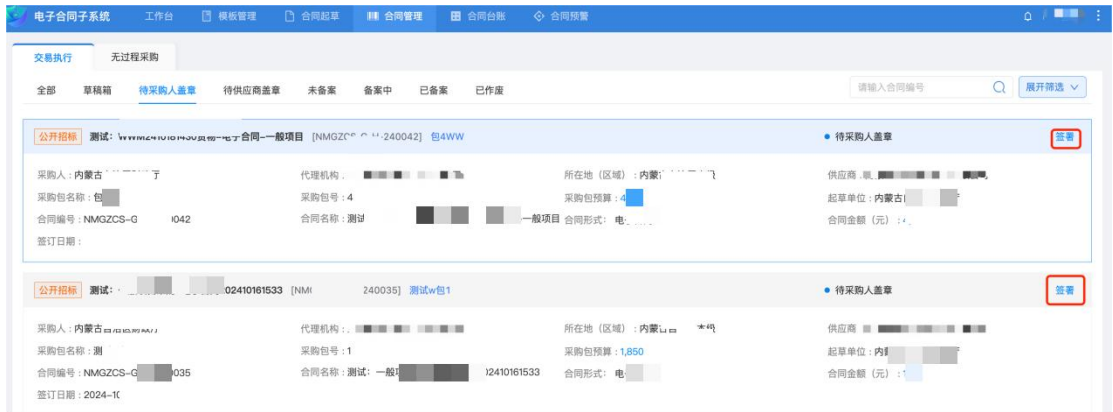 电子合同子系统 工作台 模板管理 合同起草 合同管理 合同台账 合同预警
交易执行 无过程采购
全部 草稿箱 待采购人盖章 待供应商盖章 未备案 备案中 已备案 已作废 请输入合同编号 展开筛选
公开招标 测试: 电子合同-一般项目 240042] 包4WW 待采购人盖章 签署
采购人:内蒙古 代理机构: 所在地(区域):内蒙 供应商
采购包名称:包 采购包号:4 采购包预算:4 起草单位:内蒙古
合同编号:NMGZCS-G 042 合同名称:测试 一般项目 合同形式: 电 合同金额(元):
签订日期:
公开招标 测试: 02410161533 240035] 测试w包1 待采购人盖章 签署
采购人:内蒙古 代理机构: 所在地(区域):内蒙古 供应商
采购包名称:测 采购包号:1 采购包预算:1,850 起草单位:内
合同编号:NMGZCS-G 035 合同名称:测试: 一般 02410161533 合同形式: 电 合同金额(元):
签订日期:2024-10